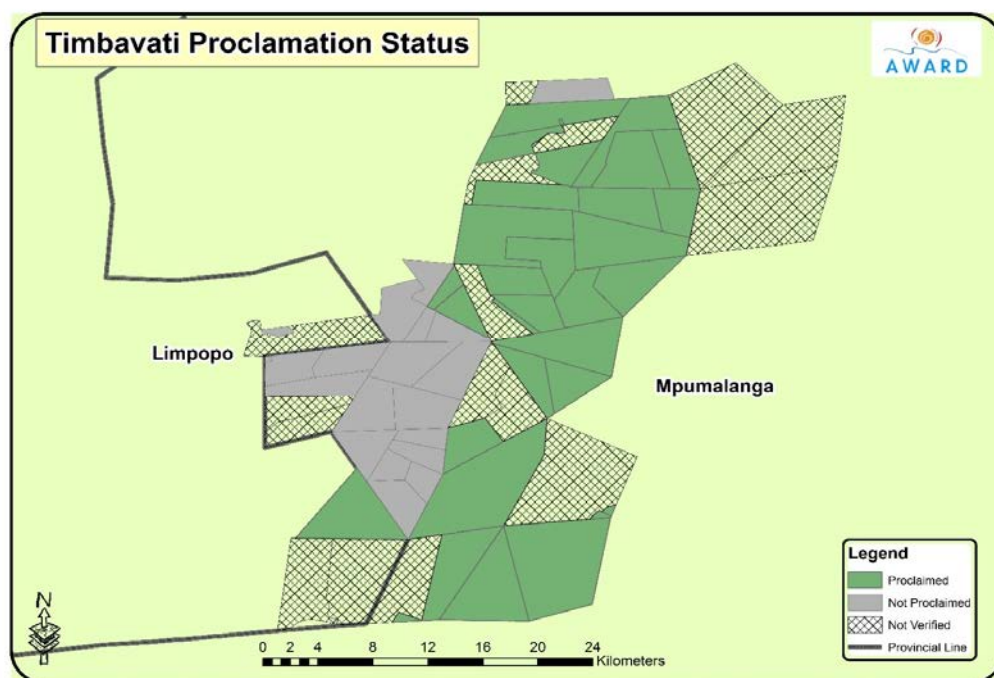 Timbavati Proclamation Status
AWARD
Limpopo
Mpumalanga
Legend
Proclaimed
Not Proclaimed
Not Verified
Provincial Line
N
0 2 4 8 12 16 20 24
Kilometers